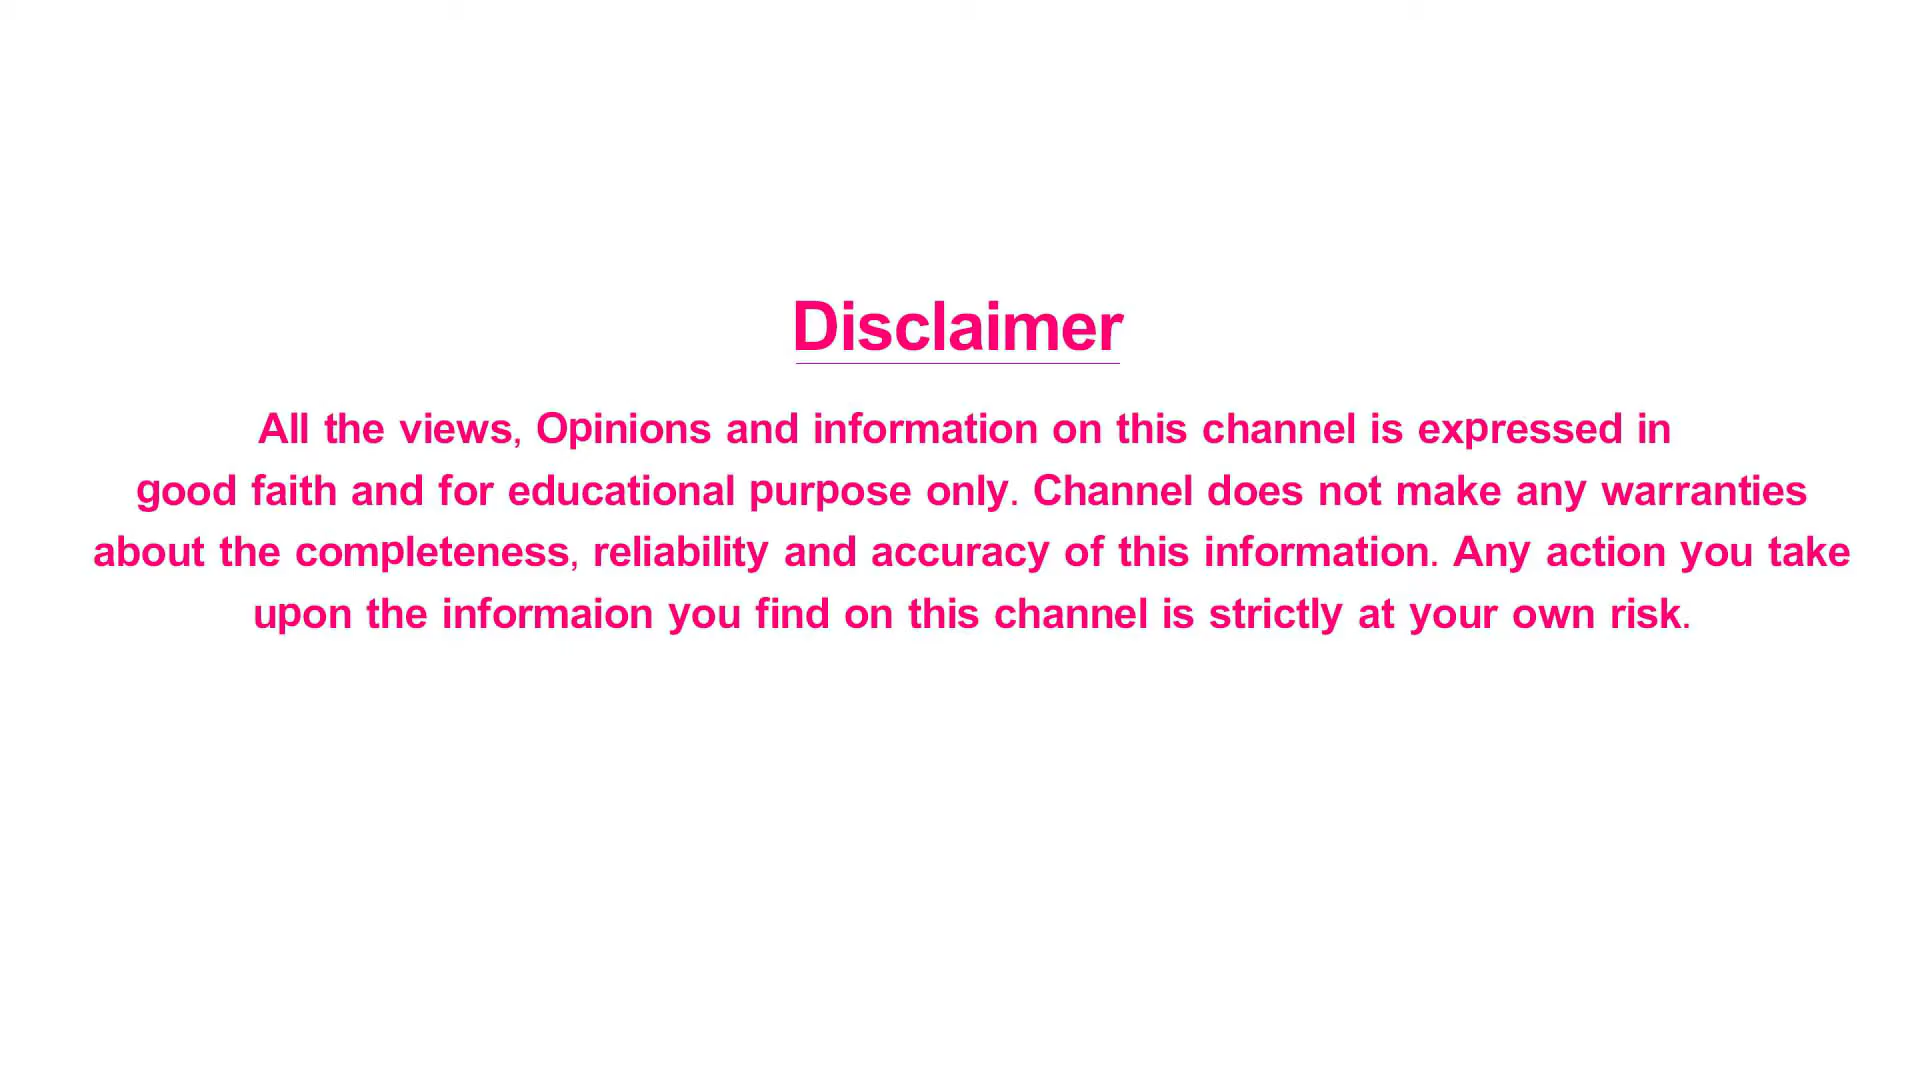 Disclaimer
All the views, Opinions and information on this channel is expressed in
good faith and for educational purpose only. Channel does not make any warranties
about the completeness, reliability and accuracy of this information. Any action you take
upon the informaion you find on this channel is strictly at your own risk.